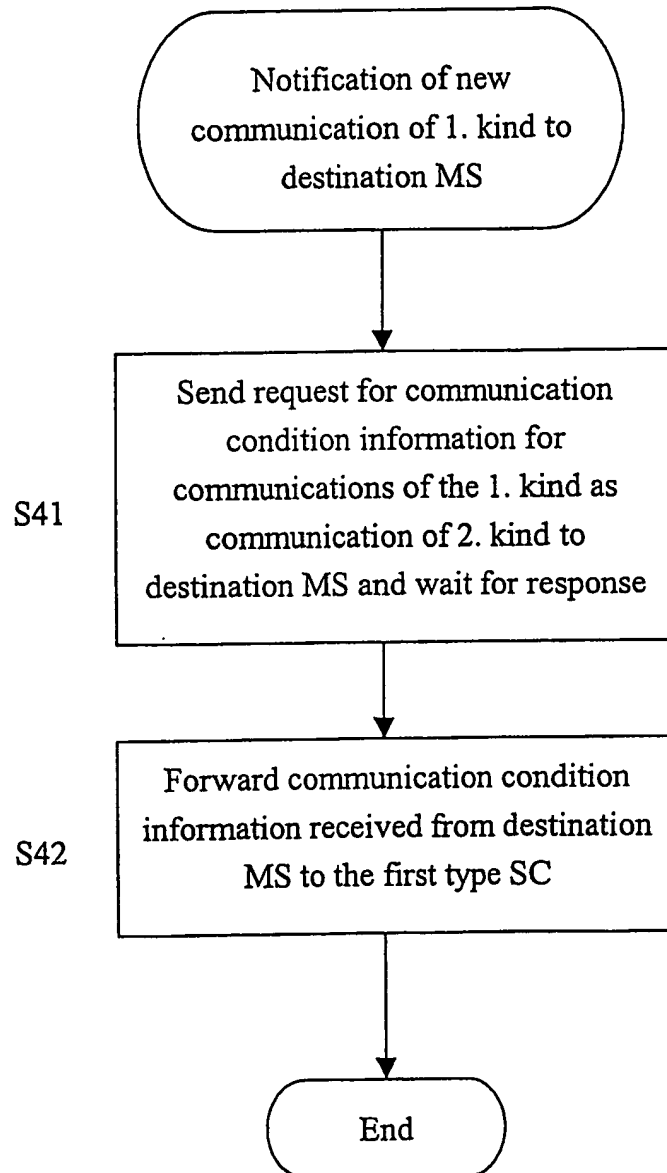 Notification of new
communication of 1. kind to
destination MS
S41
Send request for communication
condition information for
communications of the 1. kind as
communication of 2. kind to
destination MS and wait for response
S42
Forward communication condition
information received from destination
MS to the first type SC
End